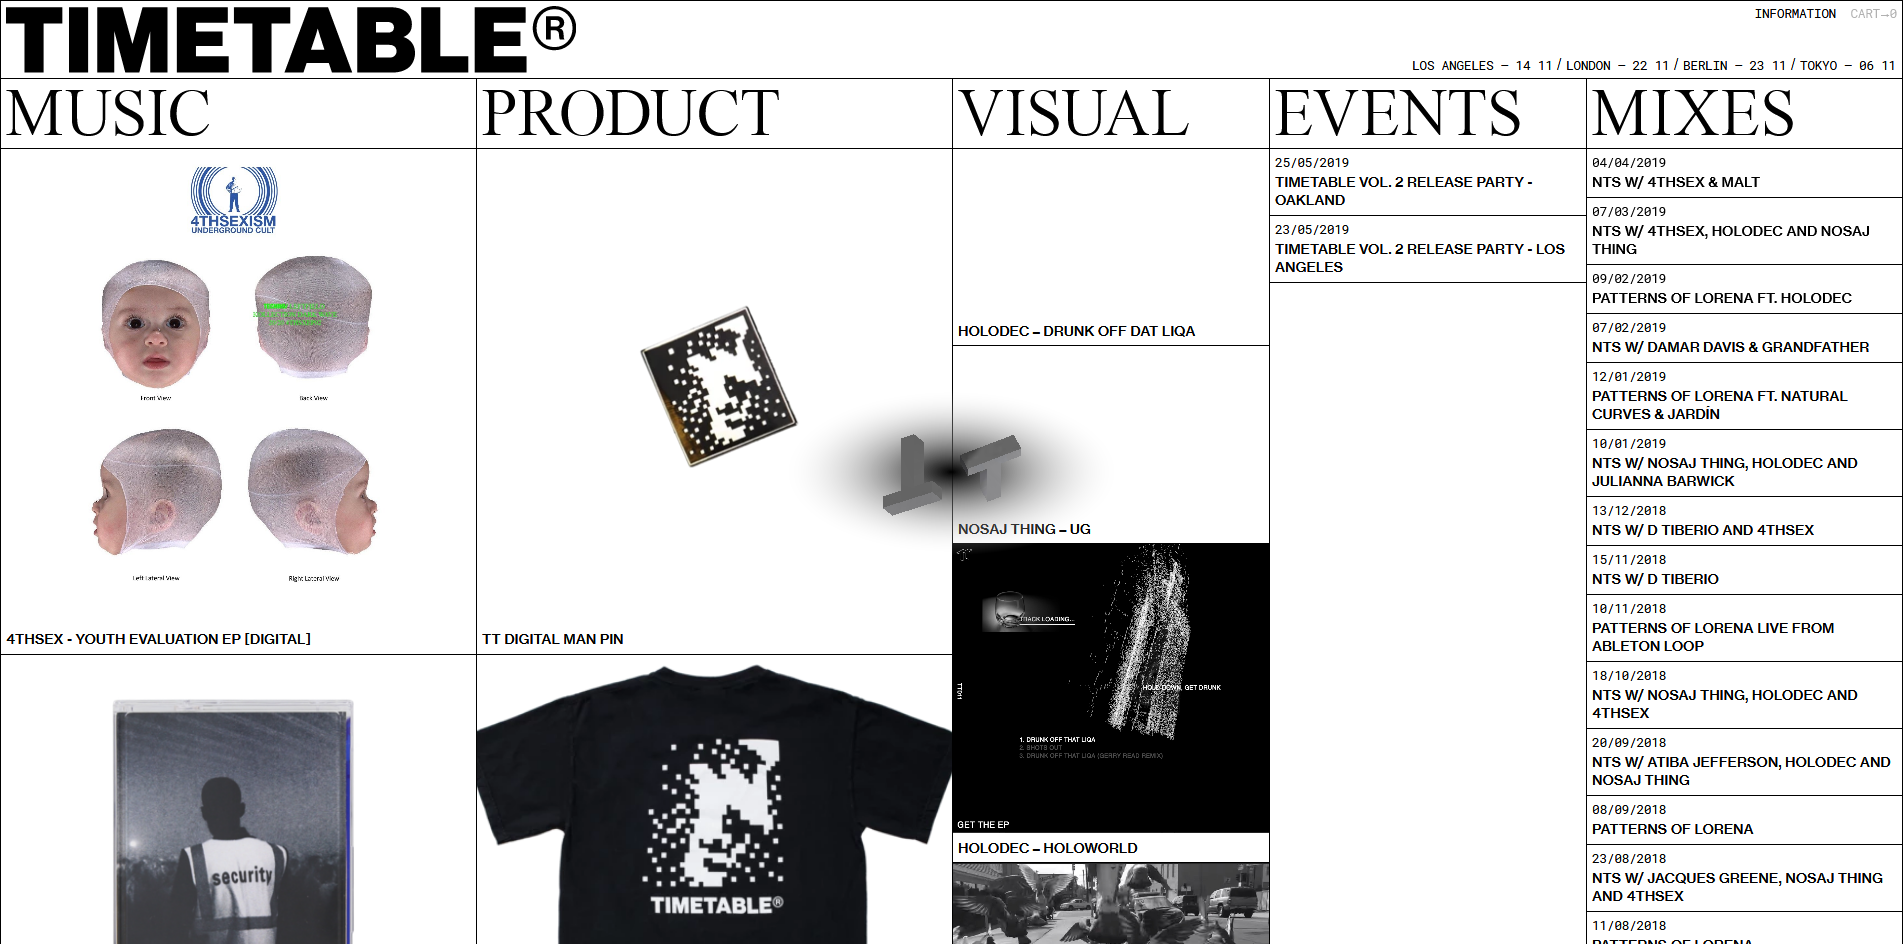 TIMETABLE®
INFORMATION CART→0
LOS ANGELES – 14 11 / LONDON – 22 11 / BERLIN – 23 11 / TOKYO – 06 11
MUSIC
4THSEXISM
UNDERGROUND CULT
Front View
Back View
Left Lateral View
Right Lateral View
4THSEX - YOUTH EVALUATION EP [DIGITAL]
security
PRODUCT
TT DIGITAL MAN PIN
TIMETABLE®
VISUAL
HOLODEC – DRUNK OFF DAT LIQA
TT
NOSAJ THING – UG
TRACK LOADING...
HOLD DOWN, GET DRUNK
1. DRUNK OFF THAT LIQA
2. SHOTS OUT
3. DRUNK OFF THAT LIQA (GERRY READ REMIX)
GET THE EP
HOLODEC – HOLOWORLD
EVENTS
25/05/2019
TIMETABLE VOL. 2 RELEASE PARTY -
OAKLAND
23/05/2019
TIMETABLE VOL. 2 RELEASE PARTY - LOS
ANGELES
MIXES
04/04/2019
NTS W/ 4THSEX & MALT
07/03/2019
NTS W/ 4THSEX, HOLODEC AND NOSAJ
THING
09/02/2019
PATTERNS OF LORENA FT. HOLODEC
07/02/2019
NTS W/ DAMAR DAVIS & GRANDFATHER
12/01/2019
PATTERNS OF LORENA FT. NATURAL
CURVES & JARDÍN
10/01/2019
NTS W/ NOSAJ THING, HOLODEC AND
JULIANNA BARWICK
13/12/2018
NTS W/ D TIBERIO AND 4THSEX
15/11/2018
NTS W/ D TIBERIO
10/11/2018
PATTERNS OF LORENA LIVE FROM
ABLETON LOOP
18/10/2018
NTS W/ NOSAJ THING, HOLODEC AND
4THSEX
20/09/2018
NTS W/ ATIBA JEFFERSON, HOLODEC AND
NOSAJ THING
08/09/2018
PATTERNS OF LORENA
23/08/2018
NTS W/ JACQUES GREENE, NOSAJ THING
AND 4THSEX
11/08/2018
PATTERNS OF LORENA